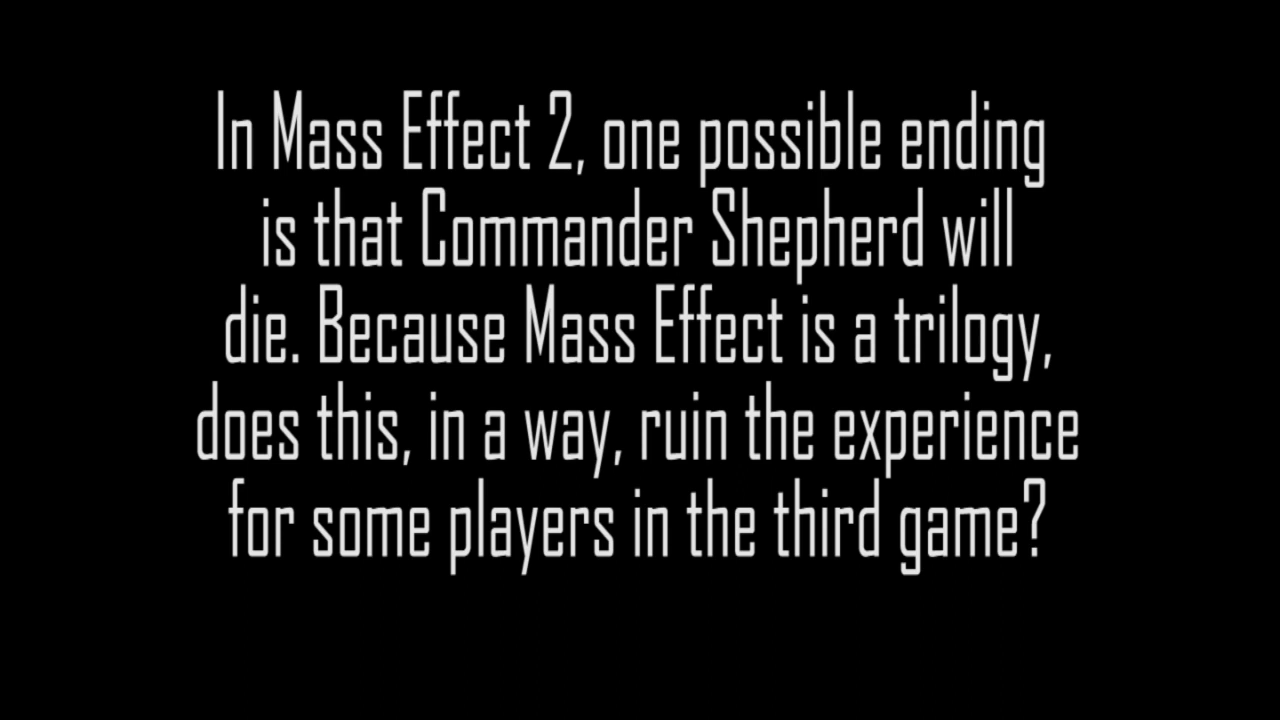 In Mass Effect 2, one possible ending
is that Commander Shepherd will
die. Because Mass Effect is a trilogy,
does this, in a way, ruin the experience
for some players in the third game?